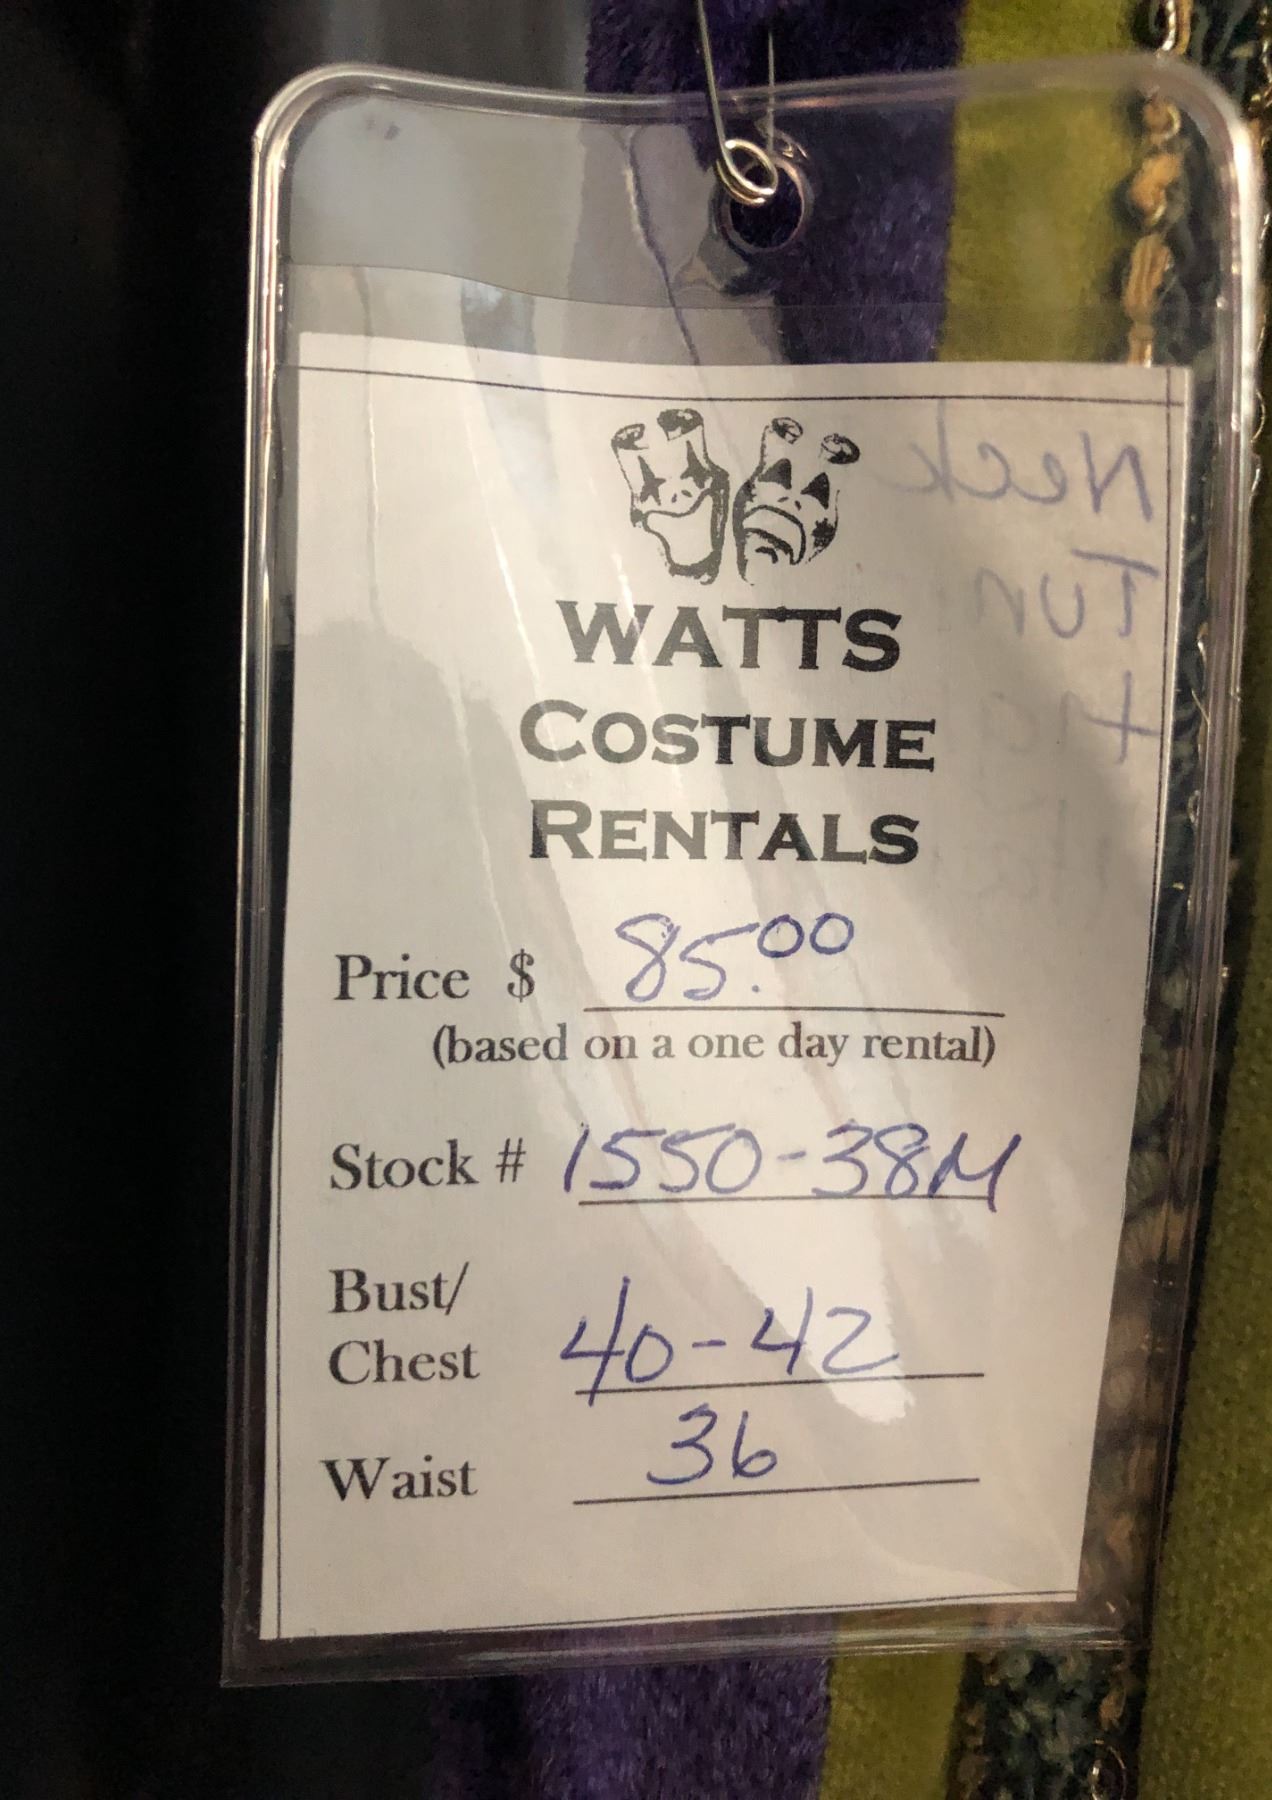 WATTS
COSTUME
RENTALS
Price $ 85.00
(based on a one day rental)
Stock # 1550-38M
Bust/
Chest 40-42
Waist 36
Neck